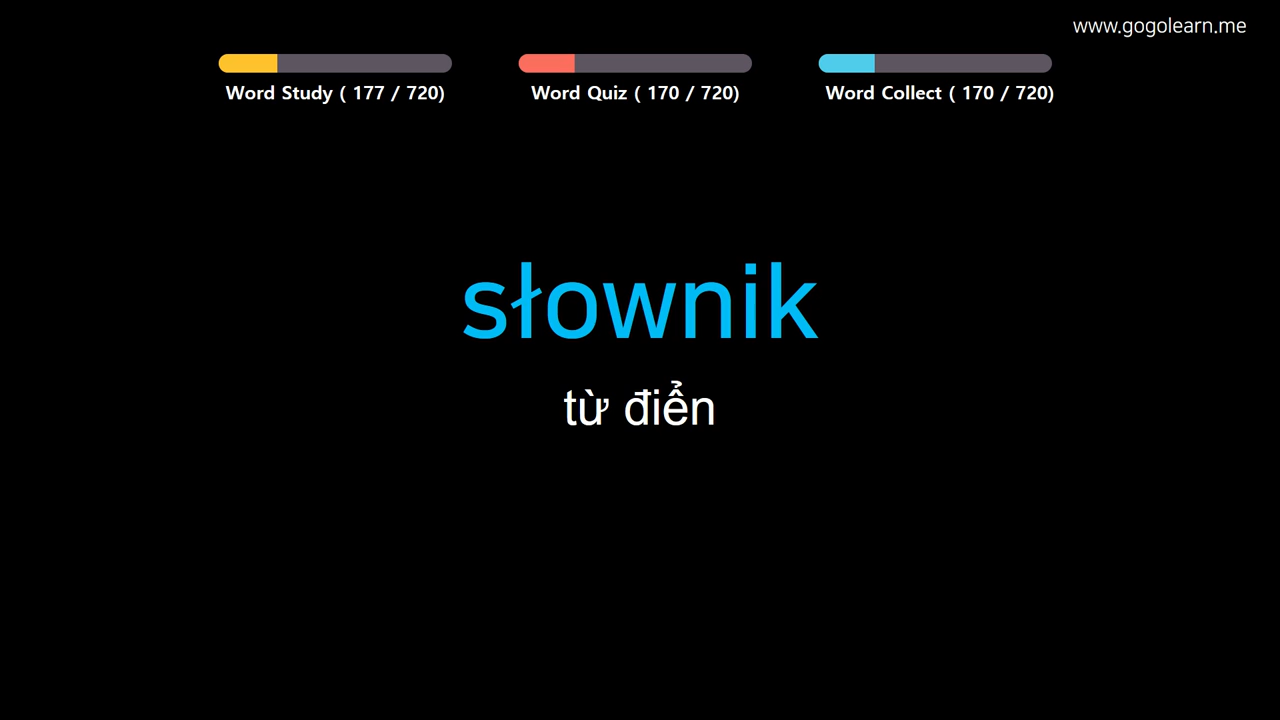 www.gogolearn.me
Word Study ( 177 / 720)
Word Quiz ( 170 / 720)
Word Collect ( 170 / 720)
słownik
từ điển